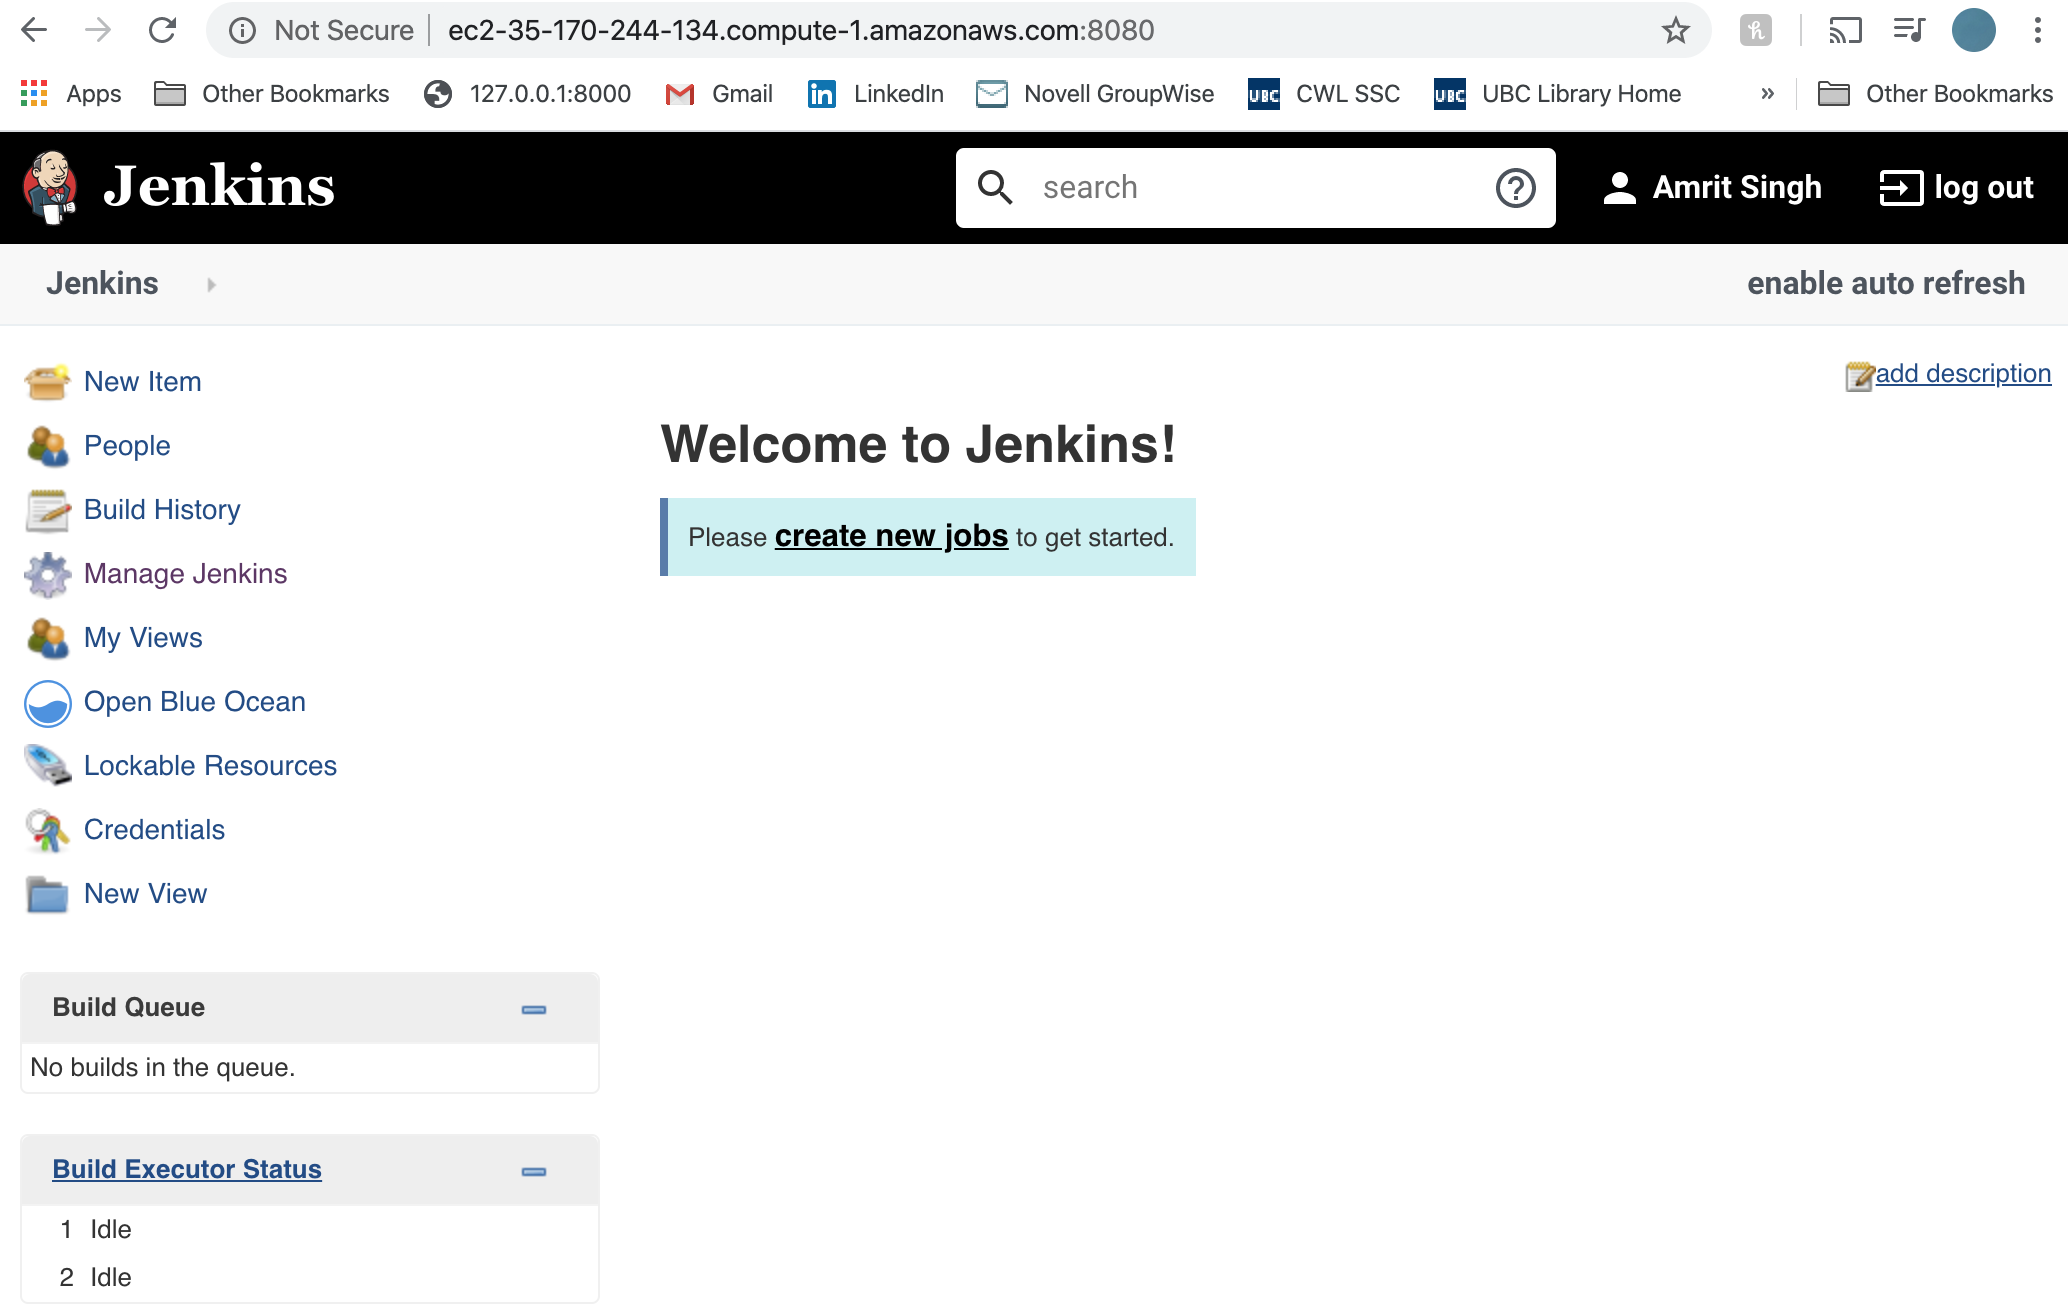 Not Secure ec2-35-170-244-134.compute-1.amazonaws.com:8080
Apps Other Bookmarks 127.0.0.1:8000 Gmail LinkedIn Novell GroupWise UBC CWL SSC UBC UBC Library Home » Other Bookmarks
Jenkins search Amrit Singh log out
Jenkins enable auto refresh
add description
New Item
People
Build History
Manage Jenkins
My Views
Open Blue Ocean
Lockable Resources
Credentials
New View
Welcome to Jenkins!
Please create new jobs to get started.
Build Queue
No builds in the queue.
Build Executor Status
1 Idle
2 Idle